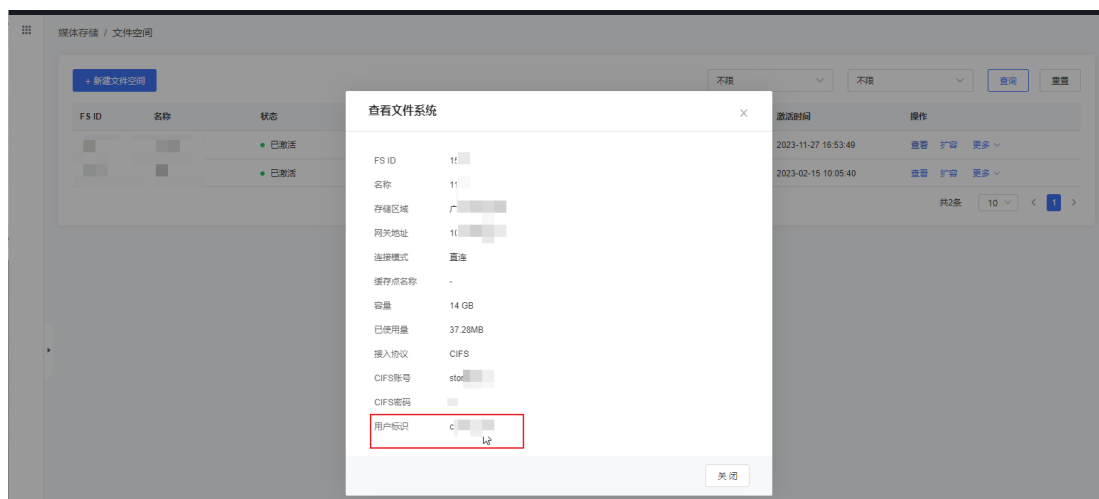 媒体存储 / 文件空间
+ 新建文件空间
不限
不限
查询
重置
FS ID 名称 状态 激活时间 操作
已激活 2023-11-27 16:53:49 查看 扩容 更多
已激活 2023-02-15 10:05:40 查看 扩容 更多
共2条 10 < 1 >
查看文件系统 ×
FS ID 15
名称 11
存储区域 广
网关地址 10
连接模式 直连
缓存点名称 -
容量 14 GB
已使用量 37.28MB
接入协议 CIFS
CIFS账号 stor
CIFS密码
用户标识 c
关闭